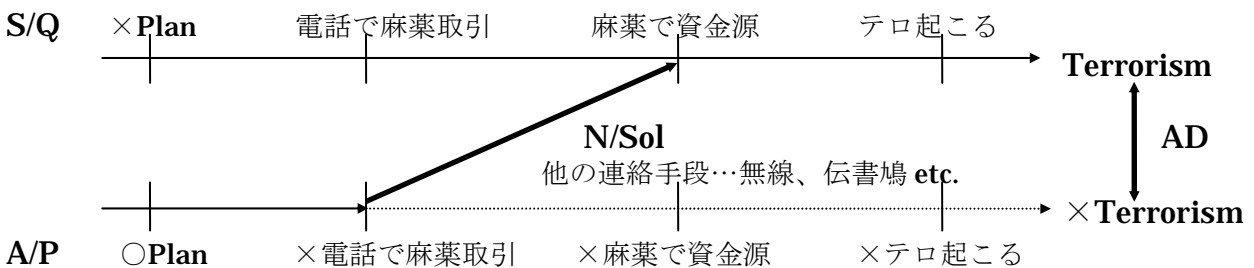 S/Q ×Plan 電話で麻薬取引 麻薬で資金源 テロ起こる
Terrorism
N/Sol AD
他の連絡手段…無線、伝書鳩 etc.
×Terrorism
A/P ○Plan ×電話で麻薬取引 ×麻薬で資金源 ×テロ起こる